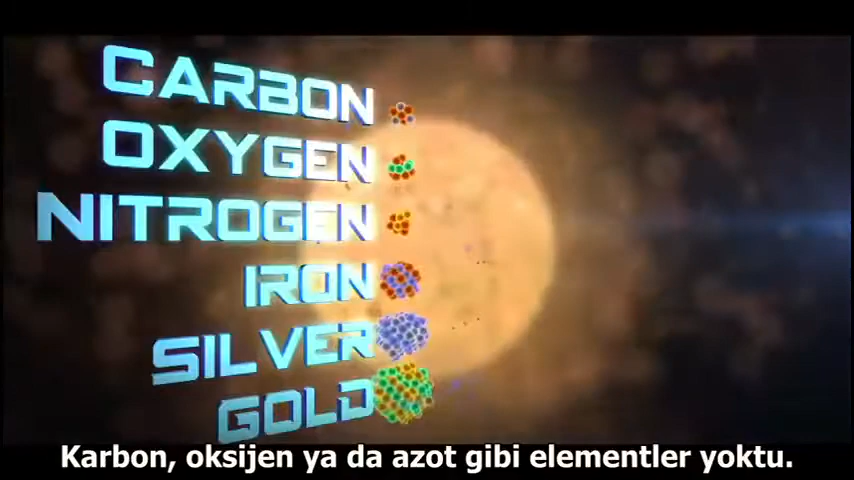 CARBON
OXYGEN
NITROGEN
IRON
SILVER
GOLD
Karbon, oksijen ya da azot gibi elementler yoktu.